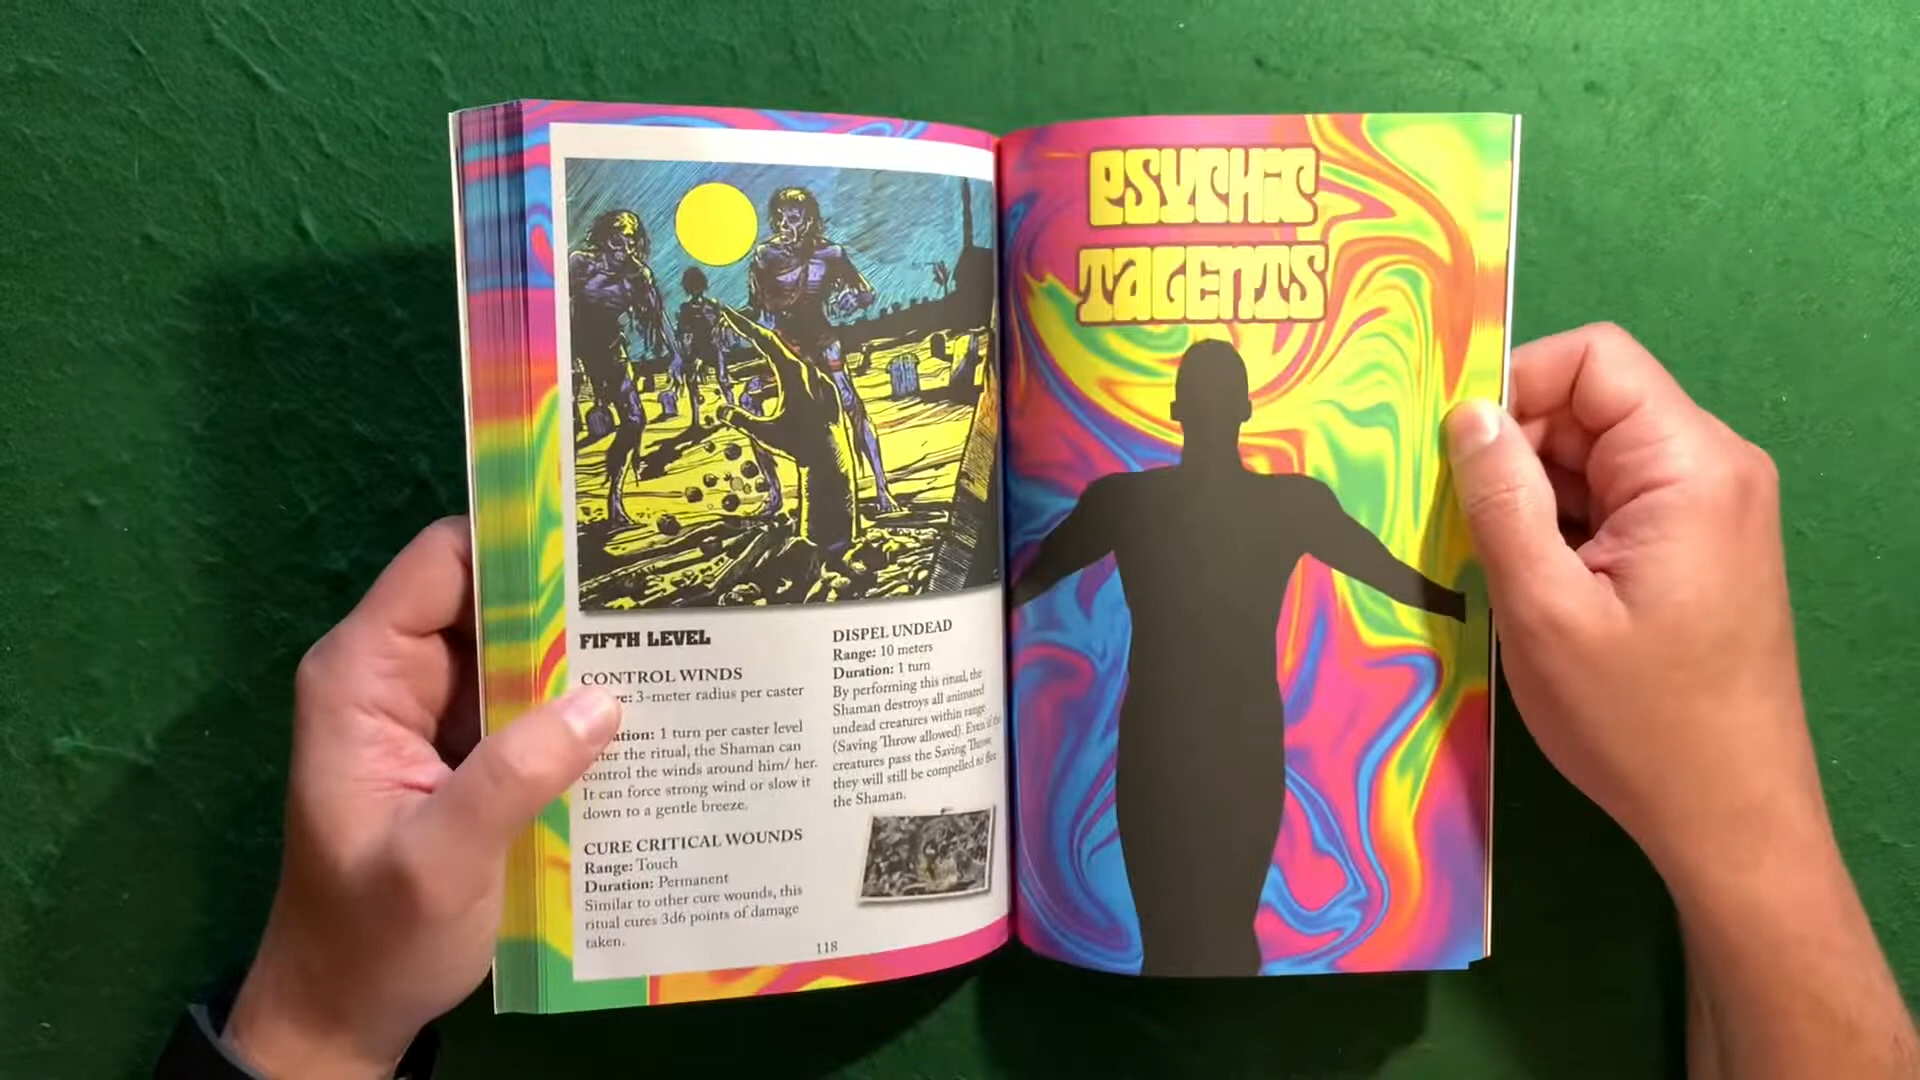 FIFTH LEVEL
CONTROL WINDS
3-meter radius per caster
1 turn per caster level
the ritual, the Shaman can
control the winds around him/ her.
It can force strong wind or slow it
down to a gentle breeze.
CURE CRITICAL WOUNDS
Range: Touch
Duration: Permanent
Similar to other cure wounds, this
ritual cures 3d6 points of damage
taken.
DISPEL UNDEAD
Range: 10 meters
Duration: 1 turn
By performing this ritual, the
Shaman destroys all animated
undead creatures within range
(Saving Throw allowed). Even if the
creatures pass the Saving Throw
they will still be compelled to flee
the Shaman.
118
PSYCHIC
TALENTS